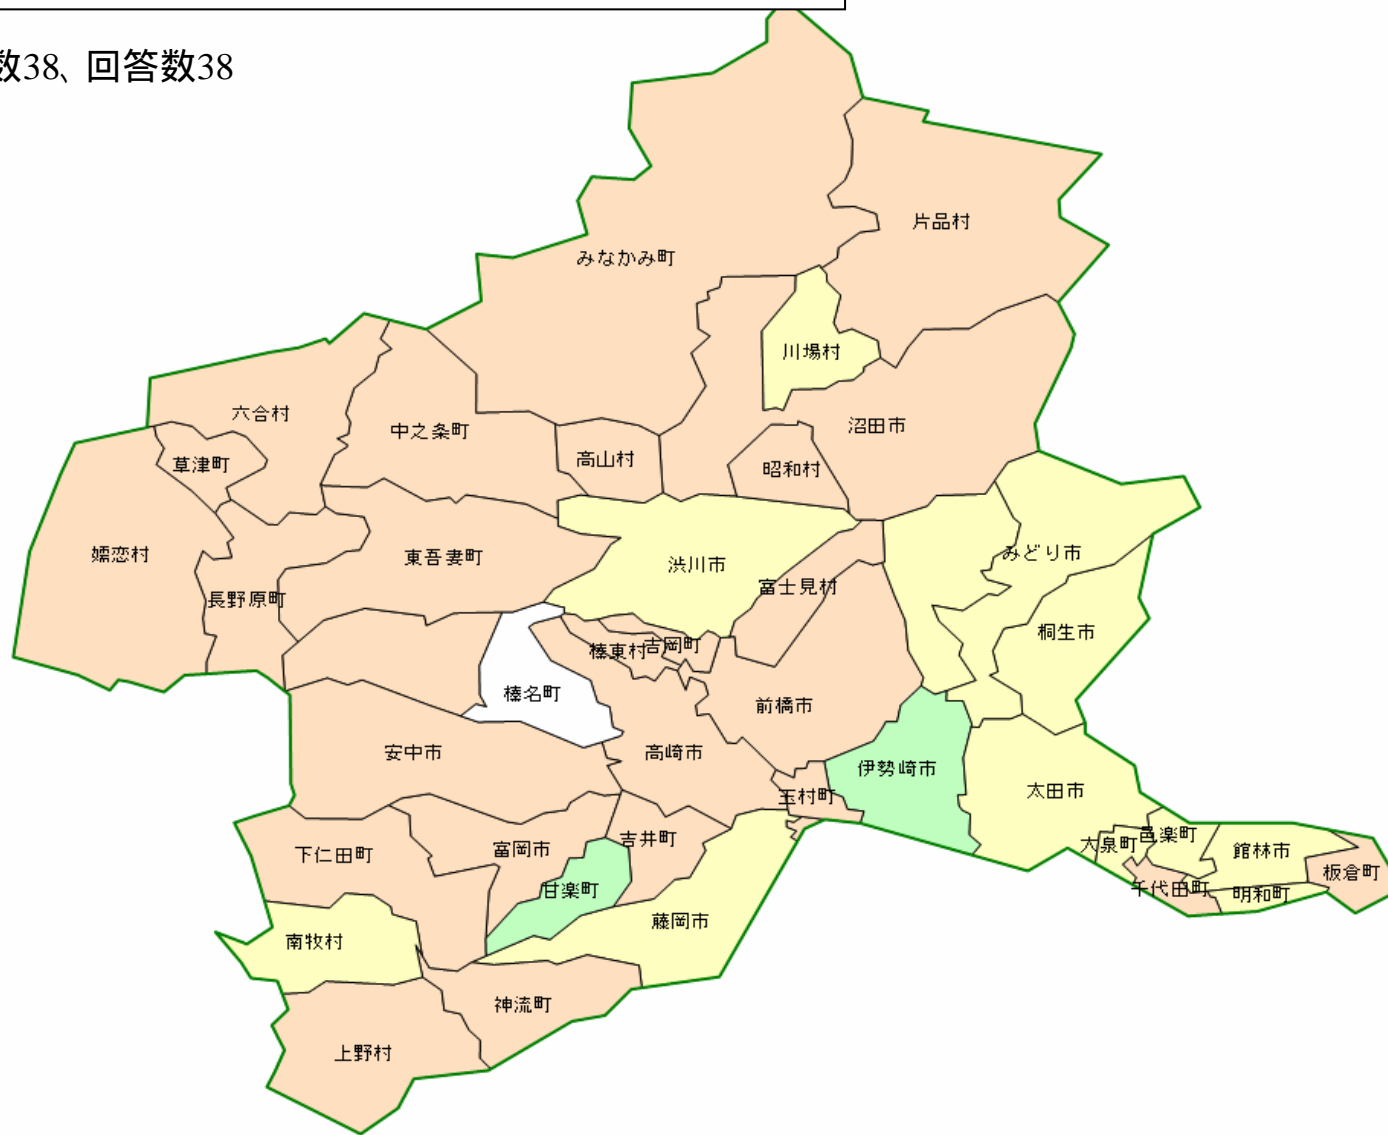 数38、回答数38
片品村
みなかみ町
川場村
六合村
中之条町
沼田市
高山村
草津町
昭和村
嬬恋村
東吾妻町
みどり市
渋川市
富士見村
長野原町
桐生市
榛東村
吉岡町
榛名町
前橋市
安中市
高崎市
伊勢崎市
玉村町
太田市
下仁田町
富岡市
吉井町
大泉町
邑楽町
館林市
板倉町
甘楽町
千代田町
明和町
南牧村
藤岡市
神流町
上野村